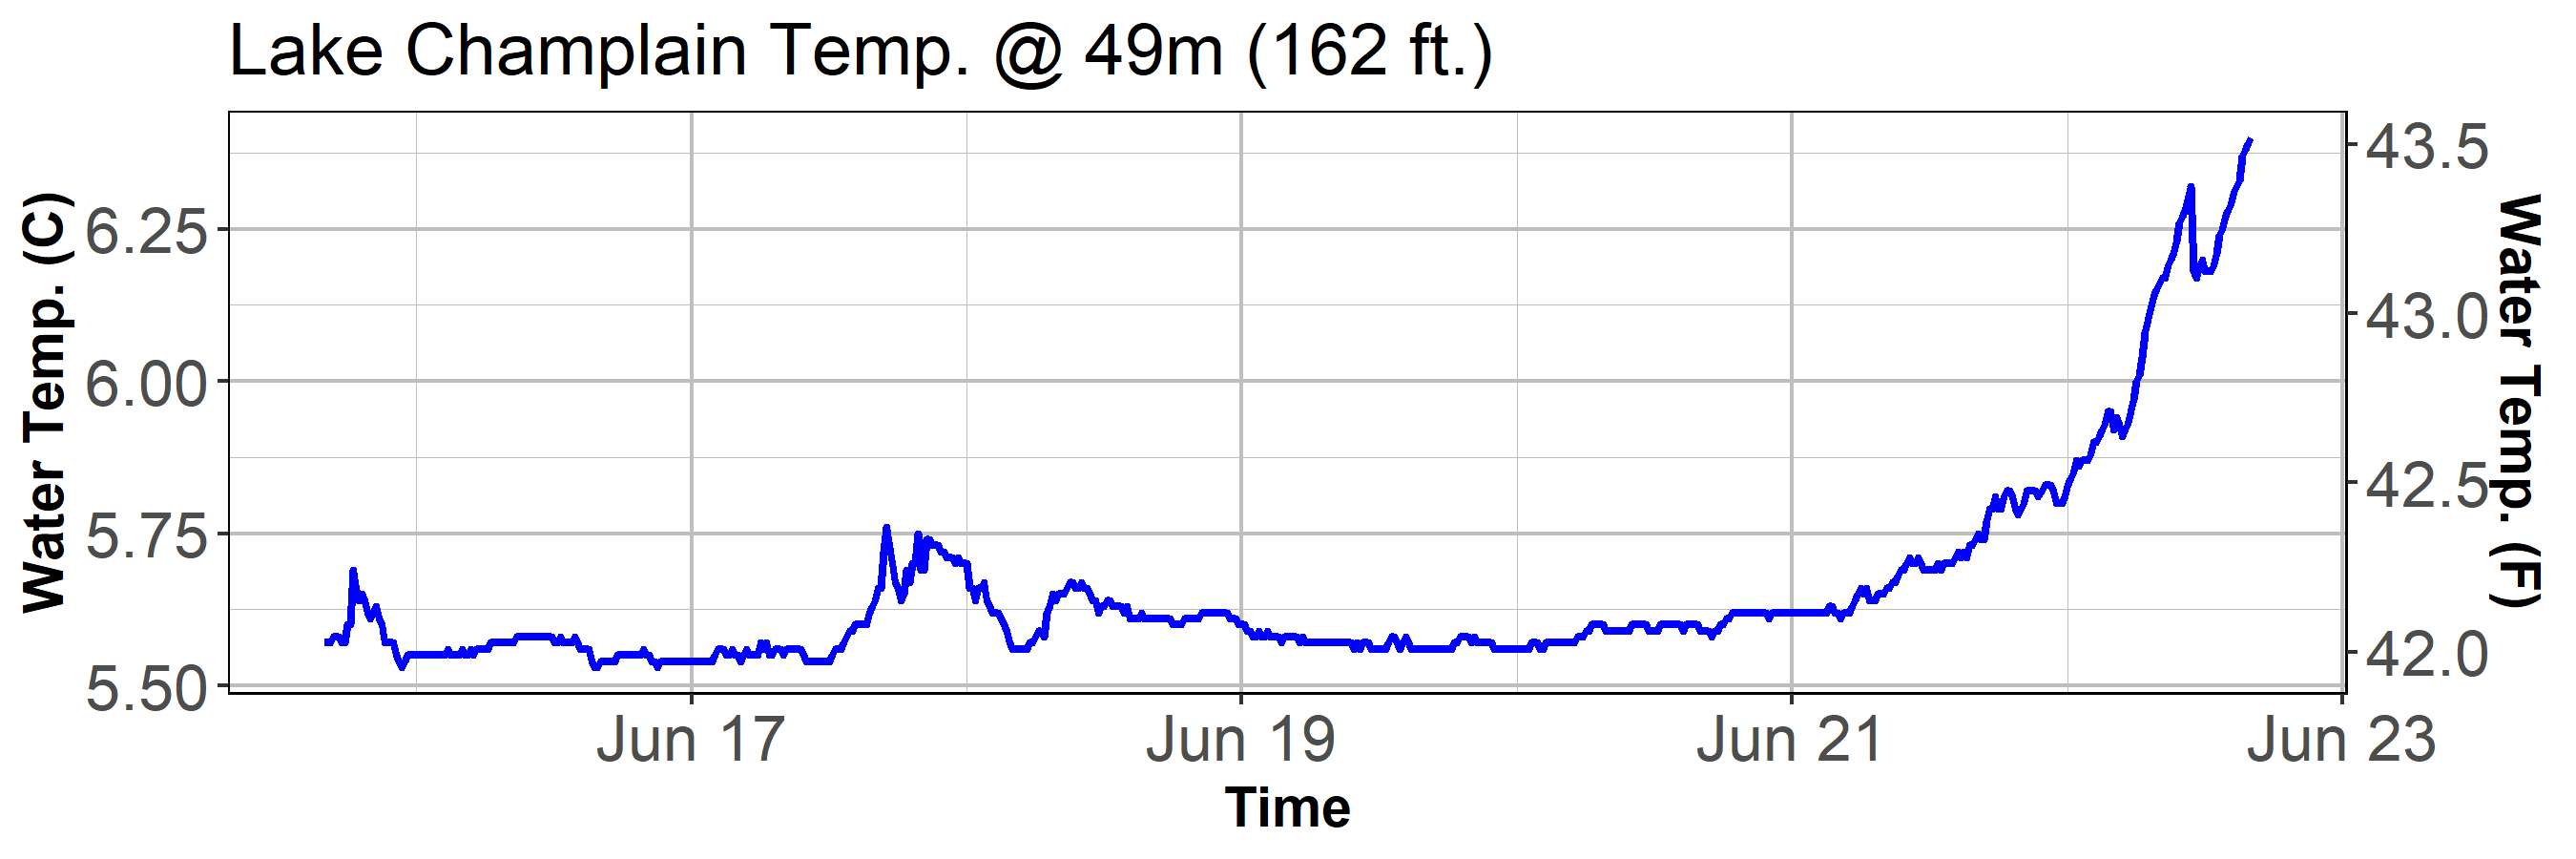 Lake Champlain Temp. @ 49m (162 ft.)
Water Temp. (C)
6.25
6.00
5.75
5.50
43.5
43.0
42.5
42.0
Water Temp. (F)
Jun 17
Jun 19
Jun 21
Jun 23
Time